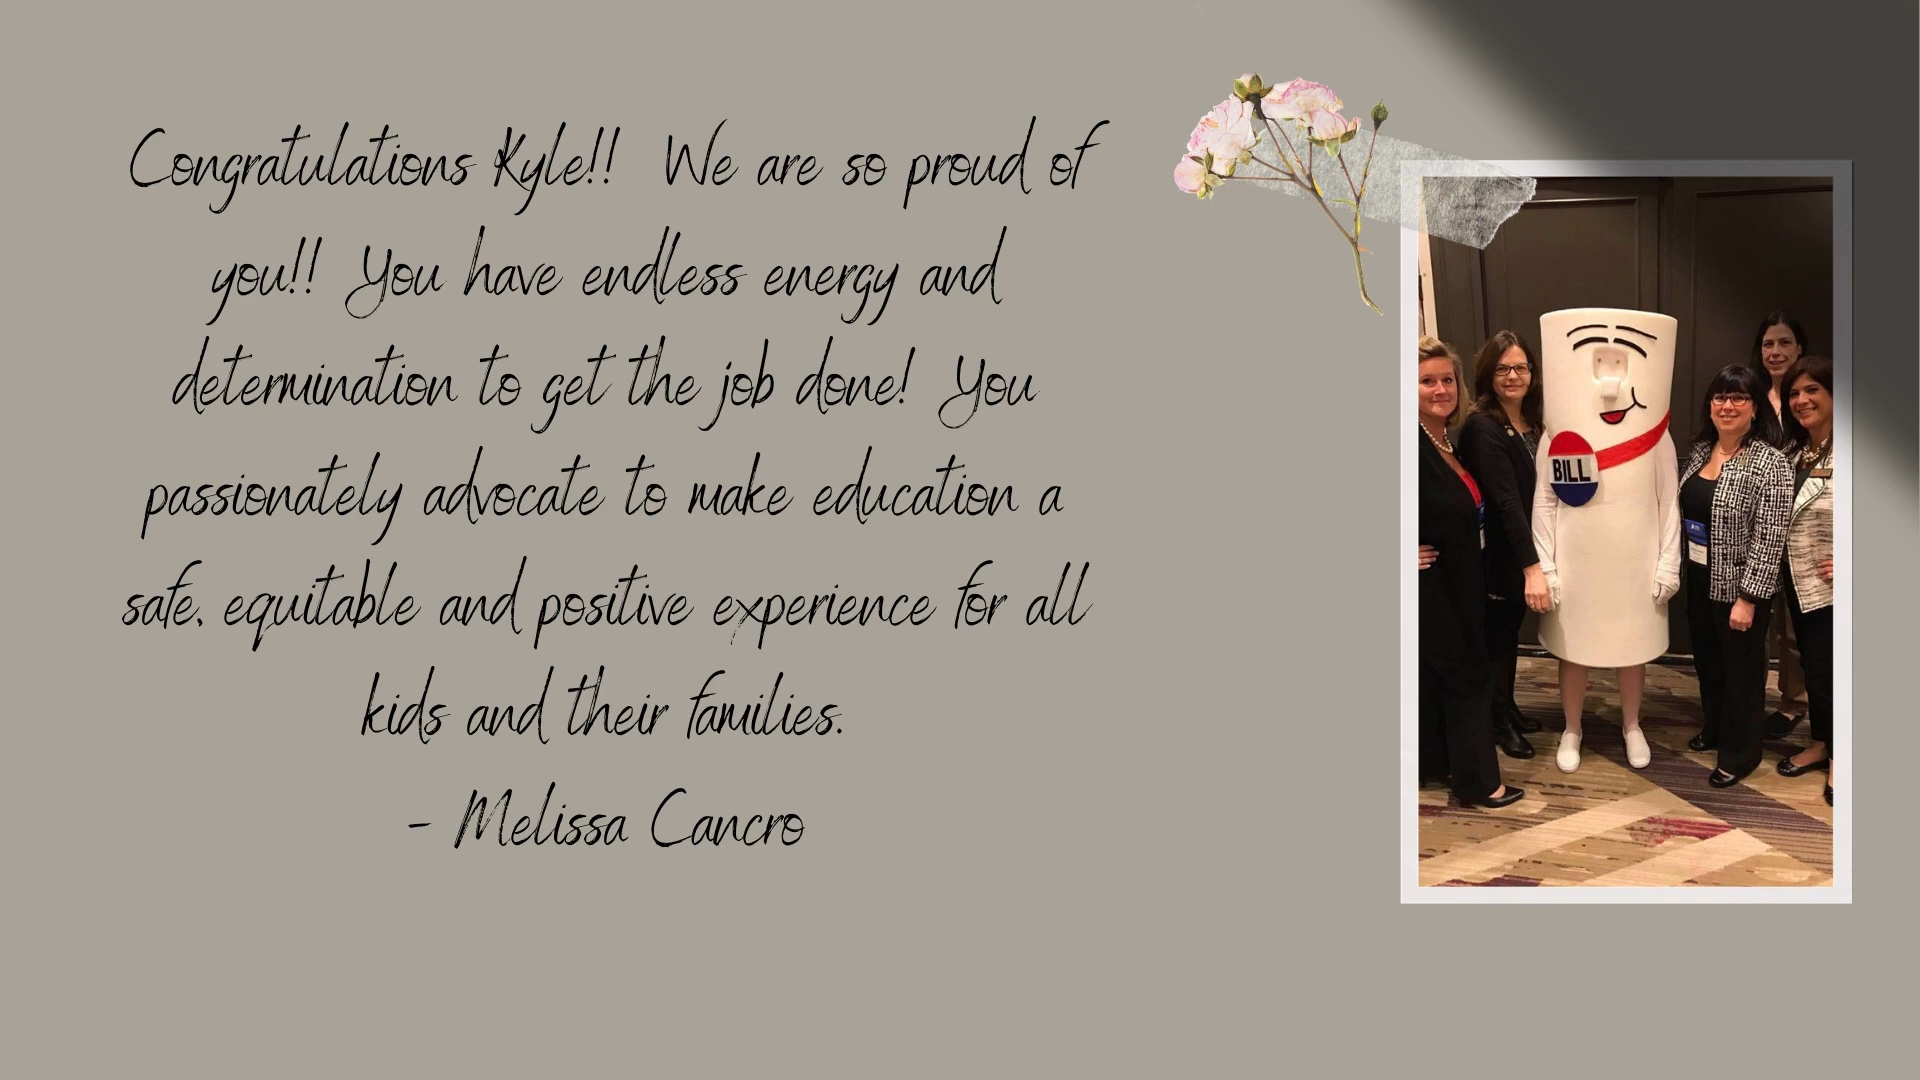 Congratulations Kyle!! We are so proud of
you!! You have endless energy and
determination to get the job done! You
passionately advocate to make education a
safe, equitable and positive experience for all
kids and their families.
- Melissa Cancro
BILL